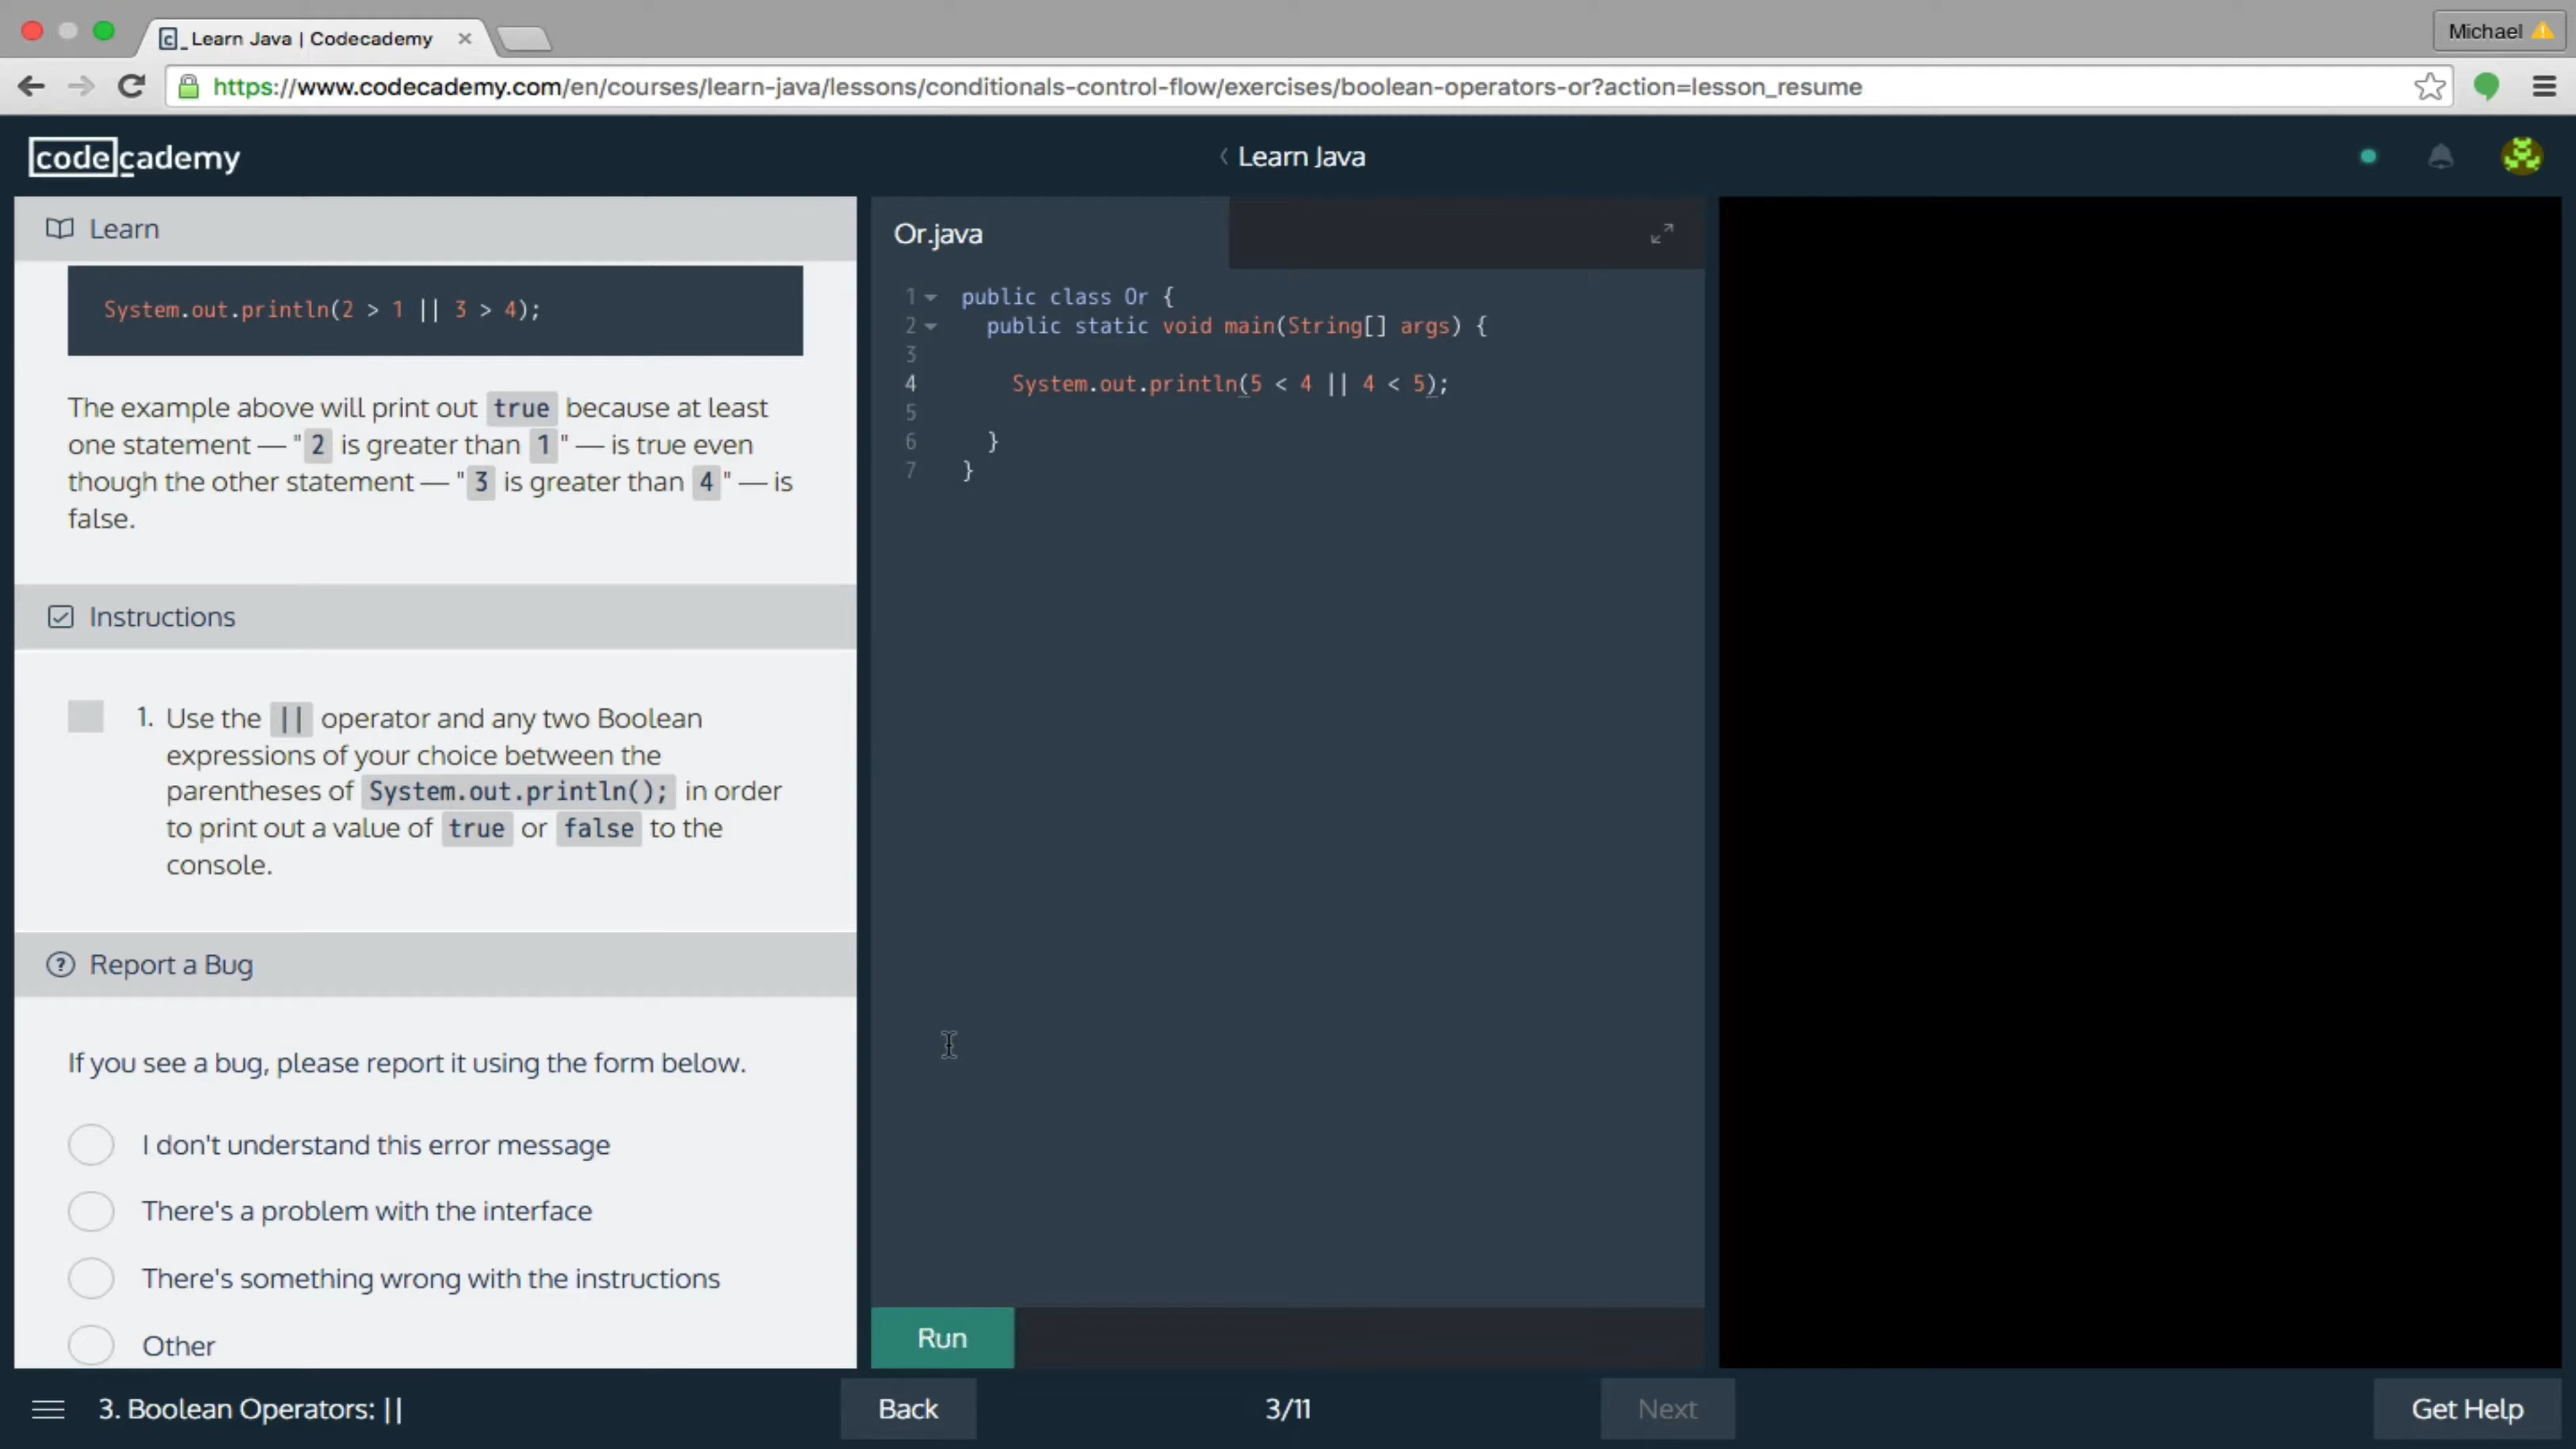 Learn Java | Codecademy
Michael
https://www.codecademy.com/en/courses/learn-java/lessons/conditionals-control-flow/exercises/boolean-operators-or?action=lesson_resume
codecademy
Learn Java
Learn
System.out.println(2 > 1 || 3 > 4);
The example above will print out true because at least
one statement — "2 is greater than 1" — is true even
though the other statement — "3 is greater than 4" — is
false.
Instructions
1. Use the || operator and any two Boolean
expressions of your choice between the
parentheses of System.out.println(); in order
to print out a value of true or false to the
console.
Report a Bug
If you see a bug, please report it using the form below.
I don't understand this error message
There's a problem with the interface
There's something wrong with the instructions
Other
Or.java
1 public class Or {
2 public static void main(String[] args) {
3
4 System.out.println(5 < 4 || 4 < 5);
5
6 }
7 }
Run
3. Boolean Operators: ||
Back
3/11
Next
Get Help